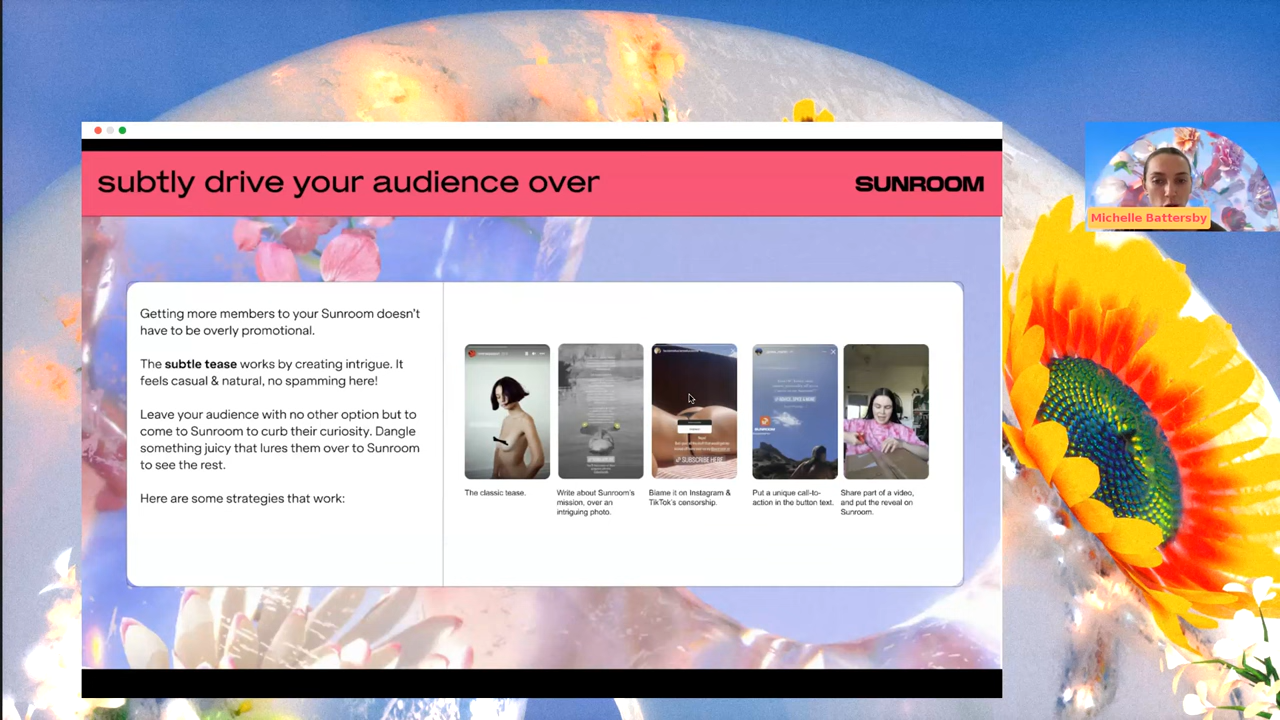 subtly drive your audience over
SUNROOM
Michelle Battersby
Getting more members to your Sunroom doesn't
have to be overly promotional.
The subtle tease works by creating intrigue. It
feels casual & natural, no spamming here!
Leave your audience with no other option but to
come to Sunroom to curb their curiosity. Dangle
something juicy that lures them over to Sunroom
to see the rest.
Here are some strategies that work:
SUBSCRIBE HERE
The classic tease.
Write about Sunroom's
mission, over an
intriguing photo.
Blame it on Instagram &
TikTok's censorship.
Put a unique call-to-
action in the button text.
Share part of a video,
and put the reveal on
Sunroom.